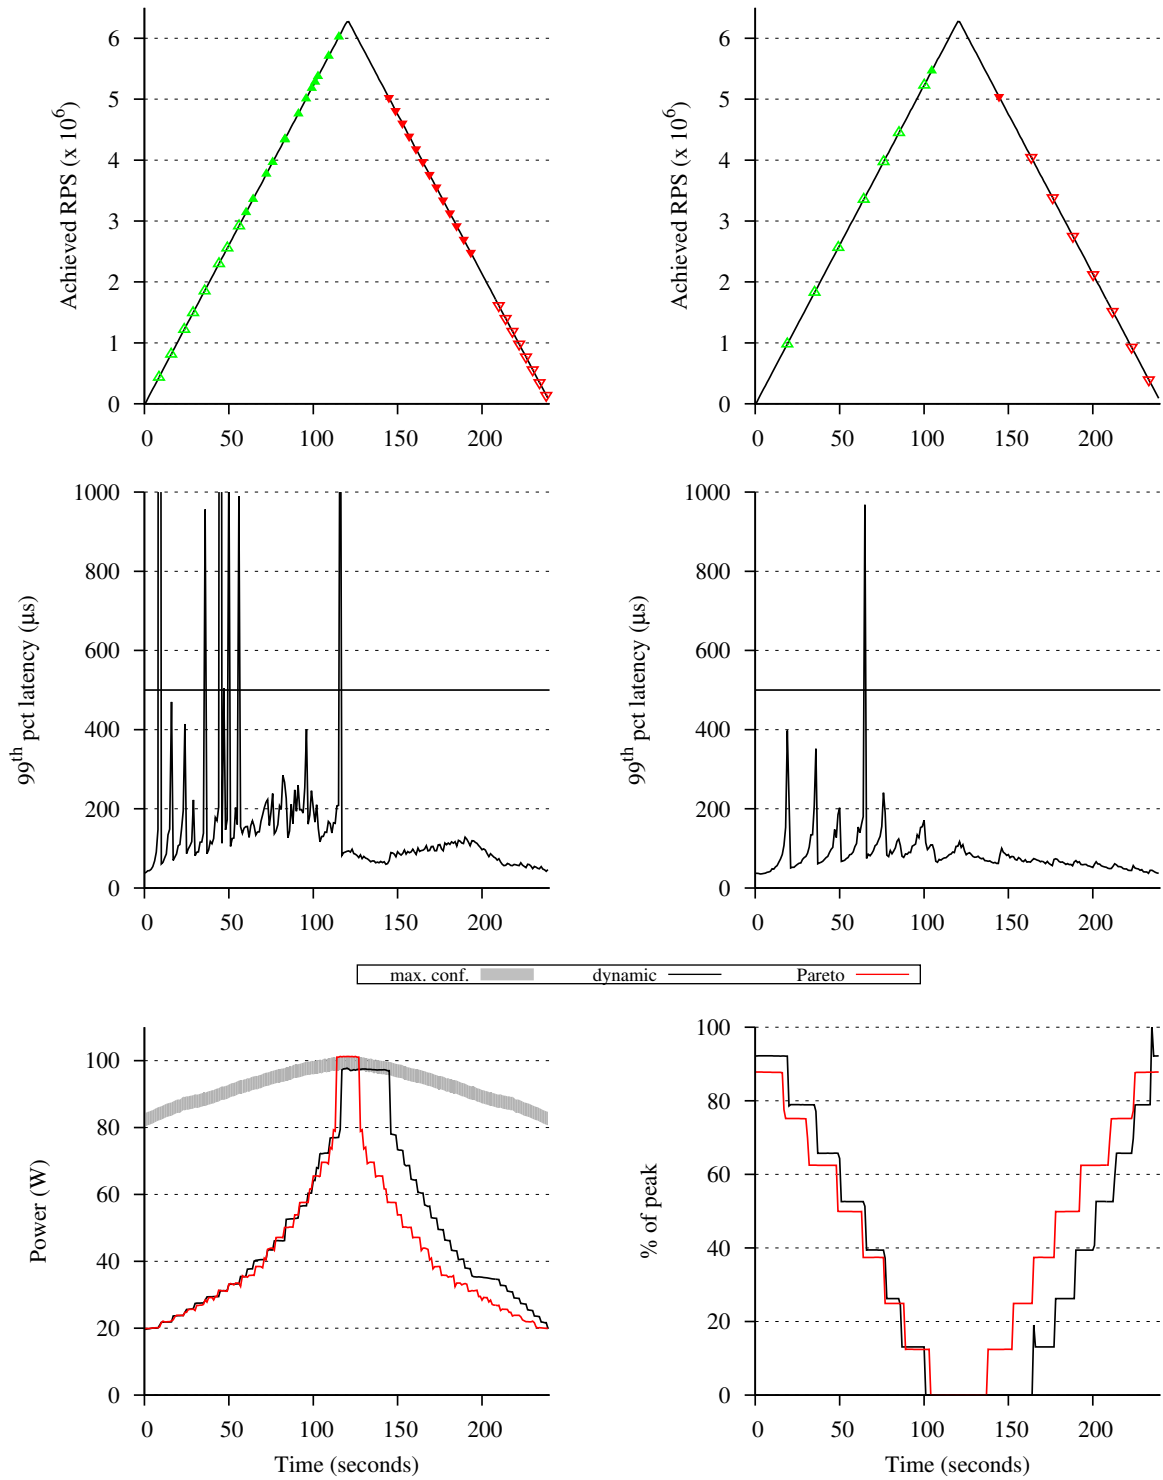 Achieved RPS (x 10^6)
6
5
4
3
2
1
0
0 50 100 150 200
Achieved RPS (x 10^6)
6
5
4
3
2
1
0
0 50 100 150 200
99th pct latency (µs)
1000
800
600
400
200
0
0 50 100 150 200
99th pct latency (µs)
1000
800
600
400
200
0
0 50 100 150 200
max. conf. dynamic Pareto
Power (W)
100
80
60
40
20
0
0 50 100 150 200
Time (seconds)
% of peak
100
80
60
40
20
0
0 50 100 150 200
Time (seconds)